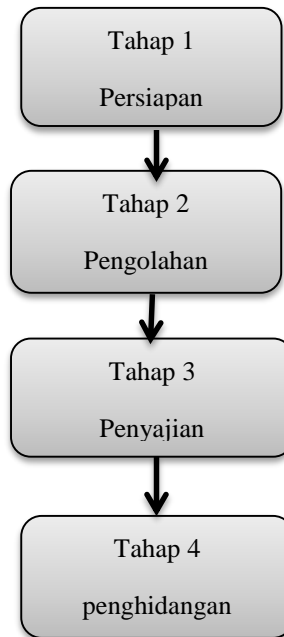 Tahap 1
Persiapan
Tahap 2
Pengolahan
Tahap 3
Penyajian
Tahap 4
penghidangan